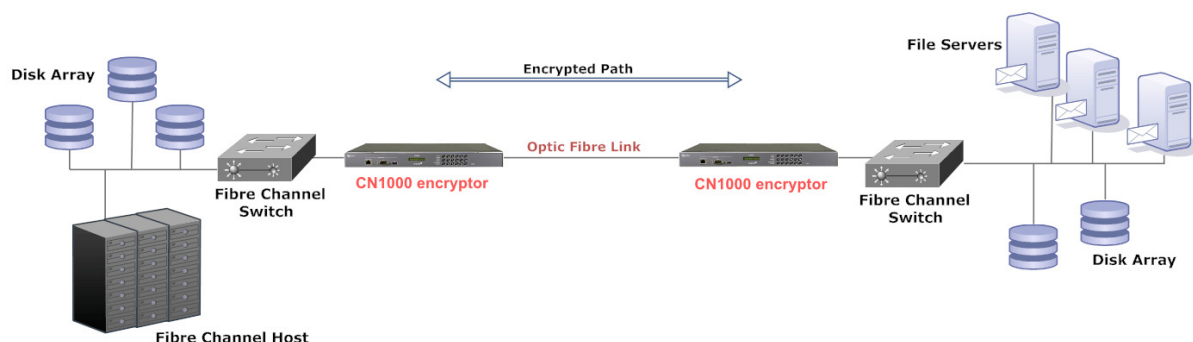 File Servers
Disk Array
Encrypted Path
Optic Fibre Link
CN1000 encryptor
CN1000 encryptor
Fibre Channel
Switch
Fibre Channel
Switch
Disk Array
Fibre Channel Host